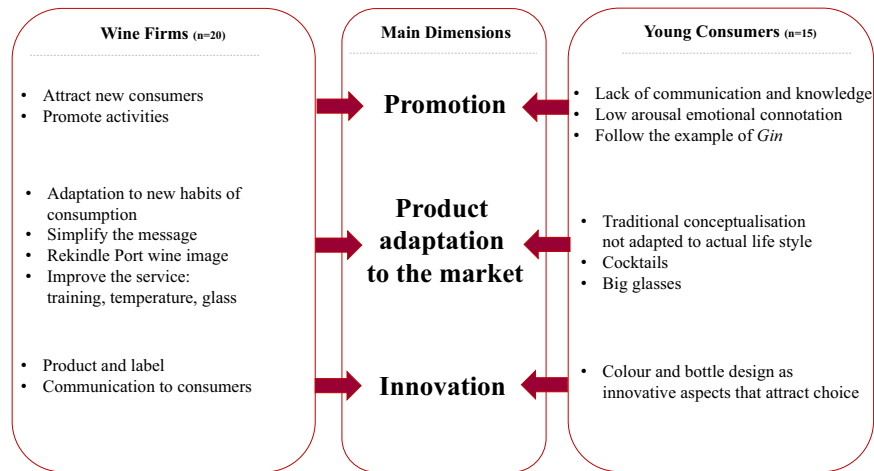 Wine Firms (n=20)
• Attract new consumers
• Promote activities
• Adaptation to new habits of
consumption
• Simplify the message
• Rekindle Port wine image
• Improve the service:
training, temperature, glass
• Product and label
• Communication to consumers
Main Dimensions
Promotion
Product
adaptation
to the market
Innovation
Young Consumers (n=15)
• Lack of communication and knowledge
• Low arousal emotional connotation
• Follow the example of Gin
• Traditional conceptualisation
not adapted to actual life style
• Cocktails
• Big glasses
• Colour and bottle design as
innovative aspects that attract choice